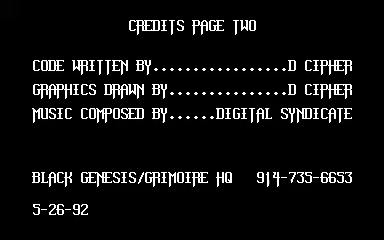 CREDITS PAGE TWO
CODE WRITTEN BY.................D CIPHER
GRAPHICS DRAWN BY...............D CIPHER
MUSIC COMPOSED BY......DIGITAL SYNDICATE
BLACK GENESIS/GRIMOIRE HQ  914-735-6653
5-26-92